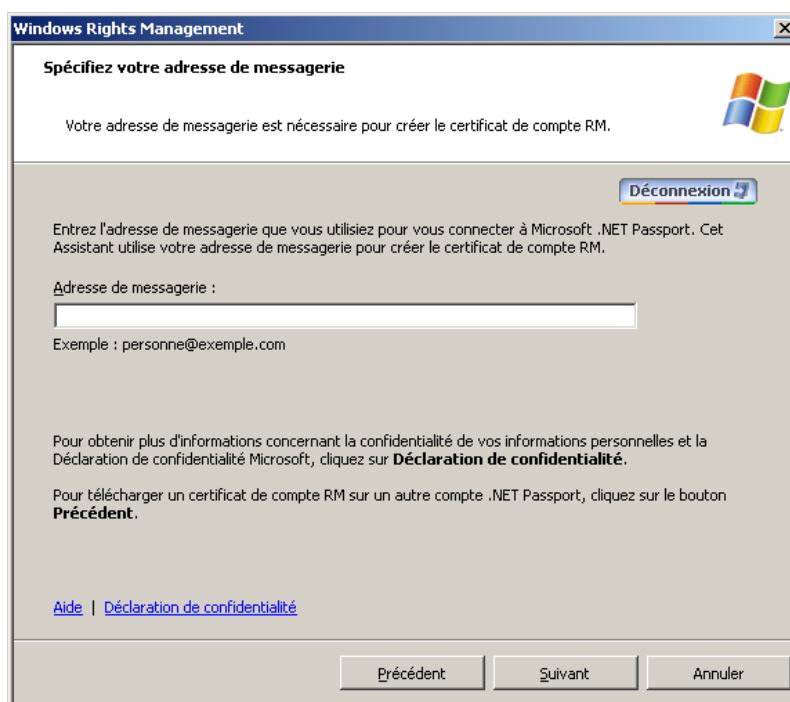 Windows Rights Management
Spécifiez votre adresse de messagerie
Votre adresse de messagerie est nécessaire pour créer le certificat de compte RM.
Déconnexion
Entrez l'adresse de messagerie que vous utilisiez pour vous connecter à Microsoft .NET Passport. Cet
Assistant utilise votre adresse de messagerie pour créer le certificat de compte RM.
Adresse de messagerie :
Exemple : personne@exemple.com
Pour obtenir plus d'informations concernant la confidentialité de vos informations personnelles et la
Déclaration de confidentialité Microsoft, cliquez sur Déclaration de confidentialité.
Pour télécharger un certificat de compte RM sur un autre compte .NET Passport, cliquez sur le bouton
Précédent.
Aide | Déclaration de confidentialité
Précédent Suivant Annuler